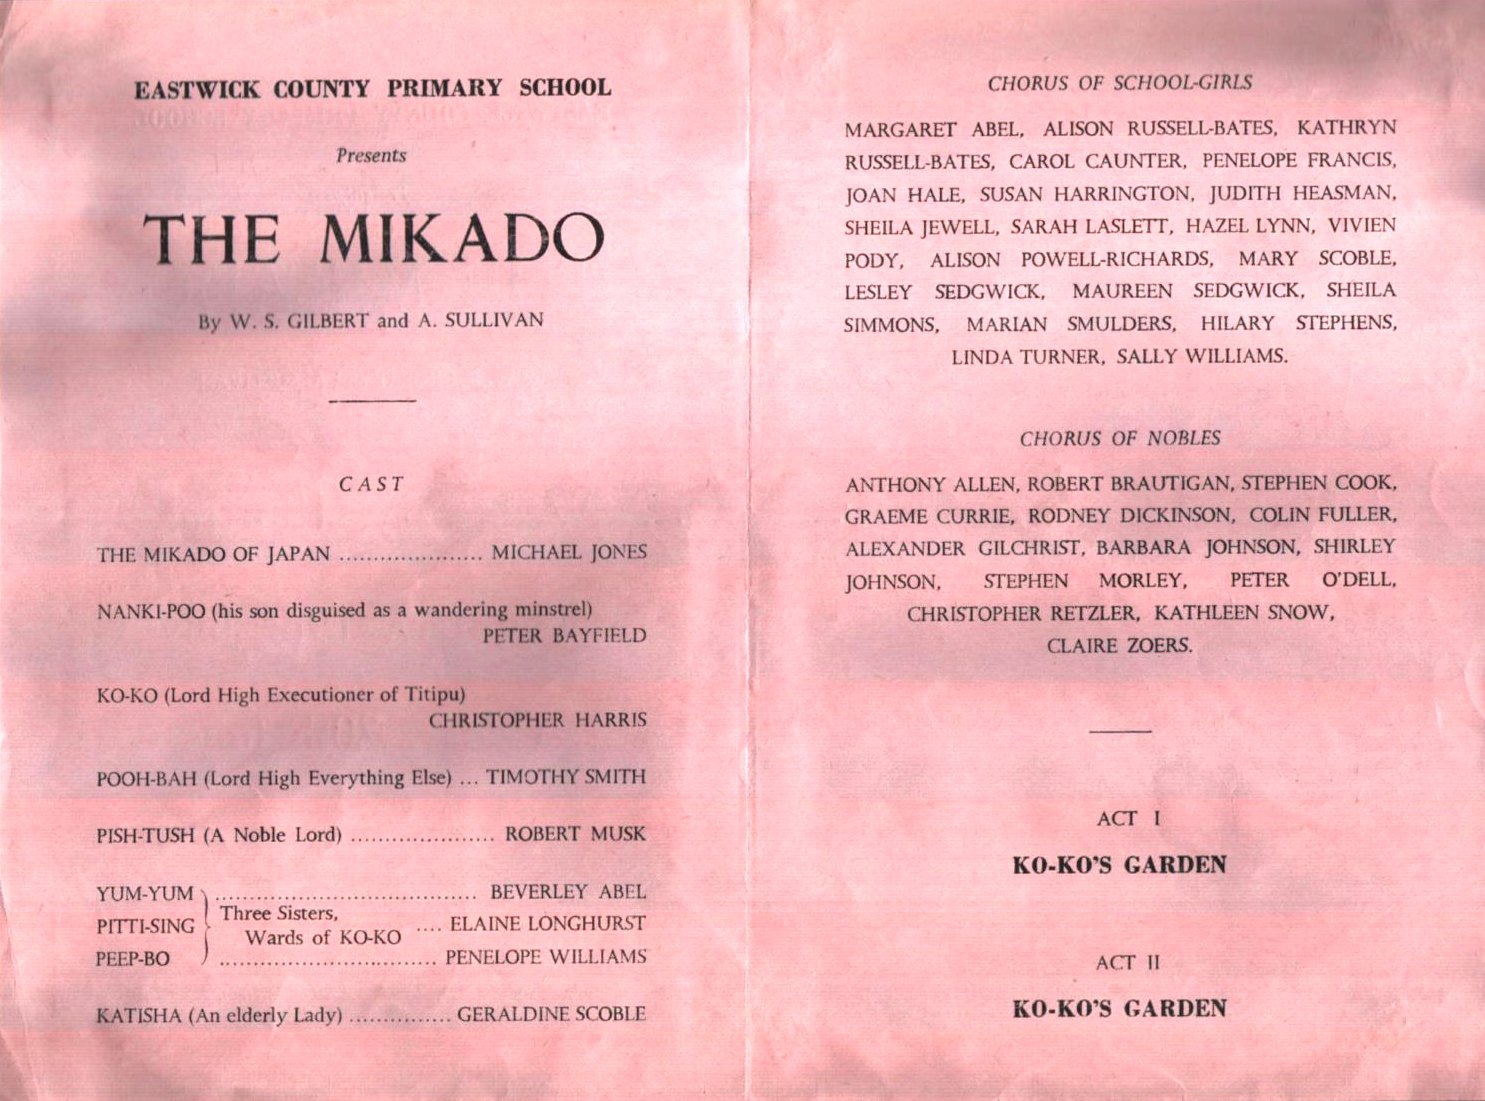 EASTWICK COUNTY PRIMARY SCHOOL
Presents
THE MIKADO
By W. S. GILBERT and A. SULLIVAN
CAST
THE MIKADO OF JAPAN ..................... MICHAEL JONES
NANKI-POO (his son disguised as a wandering minstrel)
PETER BAYFIELD
KO-KO (Lord High Executioner of Titipu)
CHRISTOPHER HARRIS
POOH-BAH (Lord High Everything Else) ... TIMOTHY SMITH
PISH-TUSH (A Noble Lord) ..................... ROBERT MUSK
YUM-YUM ...................................... BEVERLEY ABEL
PITTI-SING Three Sisters, Wards of KO-KO .... ELAINE LONGHURST
PEEP-BO ................................ PENELOPE WILLIAMS
KATISHA (An elderly Lady) ............... GERALDINE SCOBLE
CHORUS OF SCHOOL-GIRLS
MARGARET ABEL, ALISON RUSSELL-BATES, KATHRYN
RUSSELL-BATES, CAROL CAUNTER, PENELOPE FRANCIS,
JOAN HALE, SUSAN HARRINGTON, JUDITH HEASMAN,
SHEILA JEWELL, SARAH LASLETT, HAZEL LYNN, VIVIEN
PODY, ALISON POWELL-RICHARDS, MARY SCOBLE,
LESLEY SEDGWICK, MAUREEN SEDGWICK, SHEILA
SIMMONS, MARIAN SMULDERS, HILARY STEPHENS,
LINDA TURNER, SALLY WILLIAMS.
CHORUS OF NOBLES
ANTHONY ALLEN, ROBERT BRAUTIGAN, STEPHEN COOK,
GRAEME CURRIE, RODNEY DICKINSON, COLIN FULLER,
ALEXANDER GILCHRIST, BARBARA JOHNSON, SHIRLEY
JOHNSON, STEPHEN MORLEY, PETER O'DELL,
CHRISTOPHER RETZLER, KATHLEEN SNOW,
CLAIRE ZOERS.
ACT I
KO-KO'S GARDEN
ACT II
KO-KO'S GARDEN